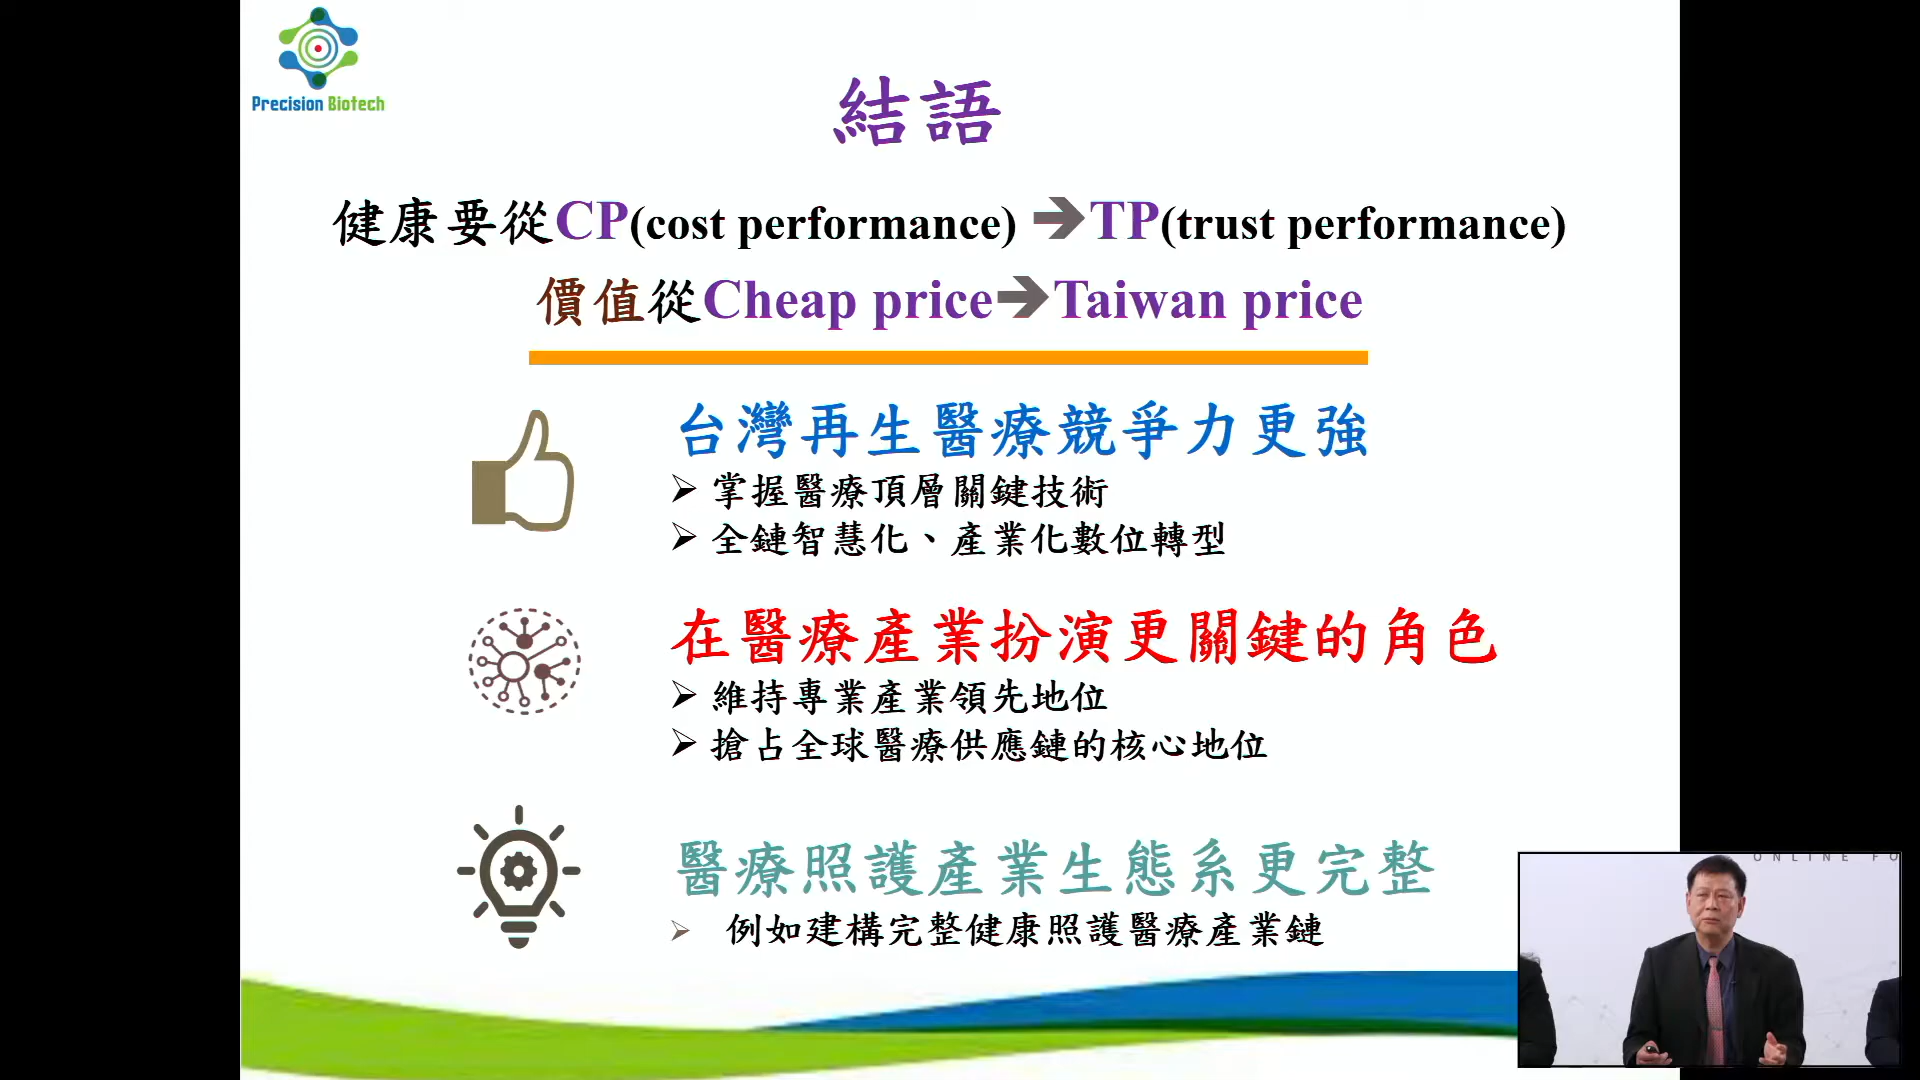 Precision Biotech
結語
健康要從CP(cost performance) ➔TP(trust performance)
價值從Cheap price➔Taiwan price
台灣再生醫療競爭力更強
➢ 掌握醫療頂層關鍵技術
➢ 全鏈智慧化、產業化數位轉型
在醫療產業扮演更關鍵的角色
➢ 維持專業產業領先地位
➢ 搶占全球醫療供應鏈的核心地位
醫療照護產業生態系更完整
➢ 例如建構完整健康照護醫療產業鏈
ONLINE FO